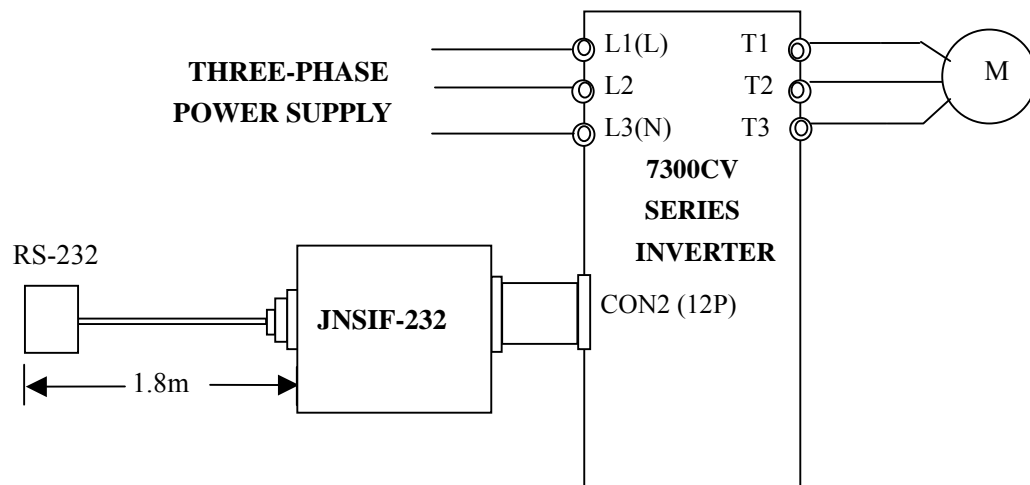 L1(L)
T1
THREE-PHASE
POWER SUPPLY
L2
T2
M
L3(N)
T3
7300CV
SERIES
INVERTER
RS-232
JNSIF-232
CON2 (12P)
1.8m